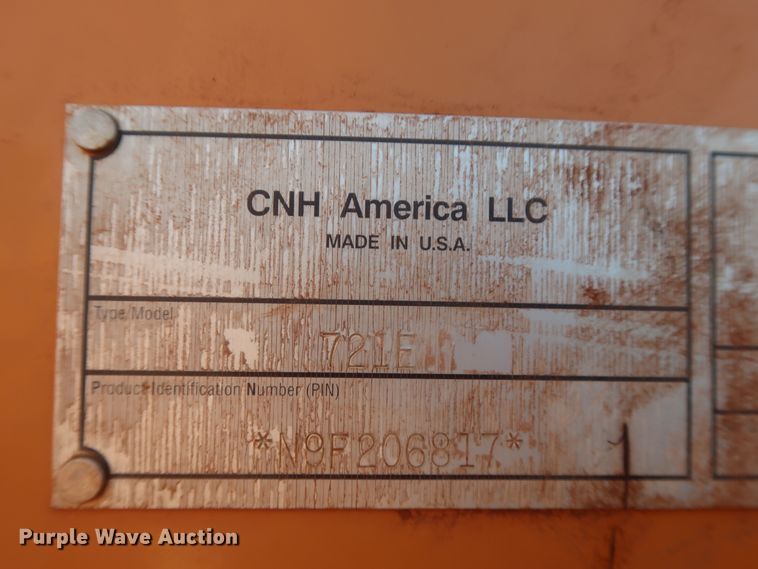 CNH America LLC
MADE IN U.S.A.
Type/Model
721E
Product Identification Number (PIN)
*N9F206817*
Purple Wave Auction